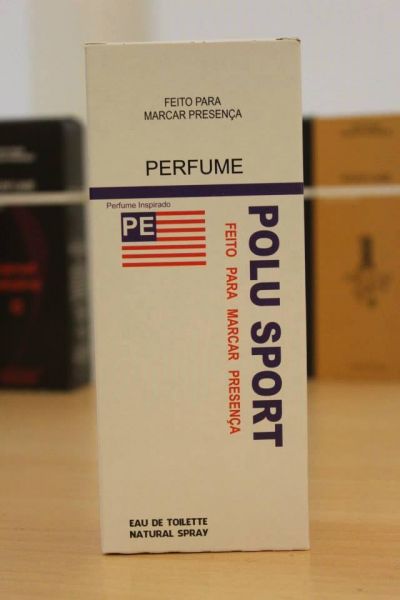 FEITO PARA
MARCAR PRESENÇA
PERFUME
Perfume Inspirado
PE
POLU SPORT
FEITO PARA MARCAR PRESENÇA
EAU DE TOILETTE
NATURAL SPRAY